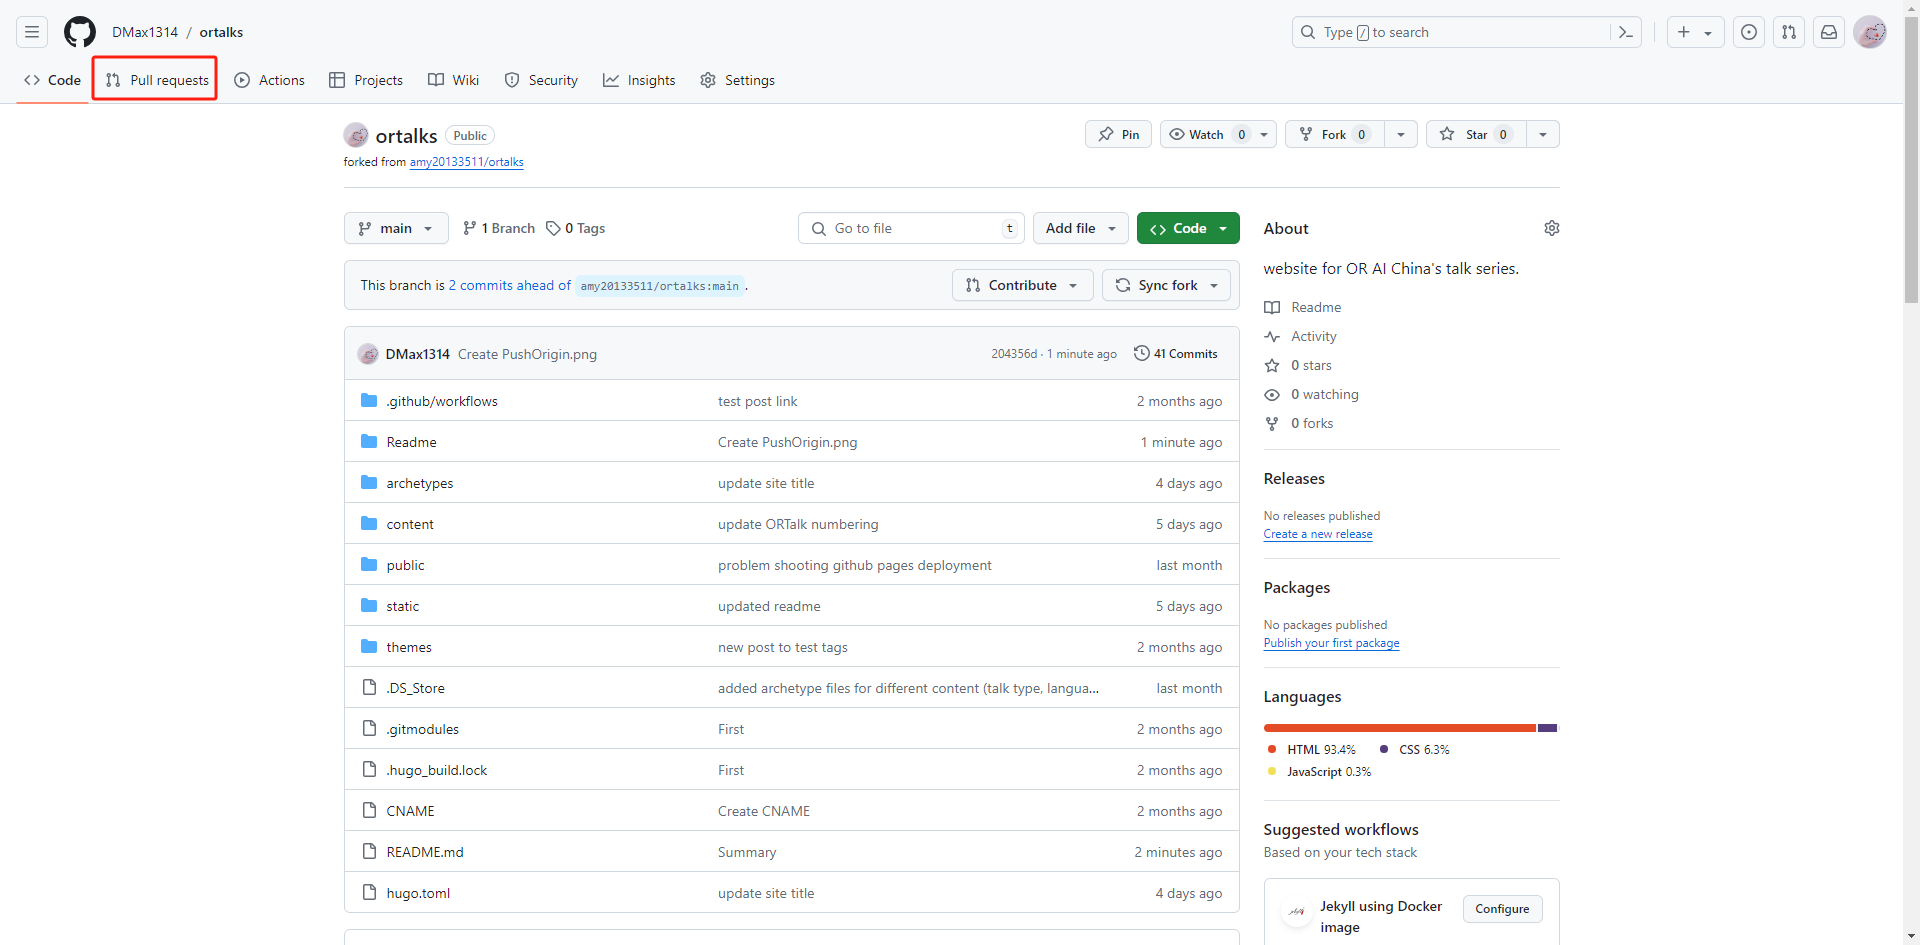 DMax1314 / ortalks
Type / to search
Code
Pull requests
Actions
Projects
Wiki
Security
Insights
Settings
ortalks Public
forked from amy20133511/ortalks
Pin
Watch 0
Fork 0
Star 0
main
1 Branch
0 Tags
Go to file t
Add file
Code
This branch is 2 commits ahead of amy20133511/ortalks:main .
Contribute
Sync fork
DMax1314 Create PushOrigin.png 204356d · 1 minute ago 41 Commits
.github/workflows test post link 2 months ago
Readme Create PushOrigin.png 1 minute ago
archetypes update site title 4 days ago
content update ORTalk numbering 5 days ago
public problem shooting github pages deployment last month
static updated readme 5 days ago
themes new post to test tags 2 months ago
.DS_Store added archetype files for different content (talk type, langua... last month
.gitmodules First 2 months ago
.hugo_build.lock First 2 months ago
CNAME Create CNAME 2 months ago
README.md Summary 2 minutes ago
hugo.toml update site title 4 days ago
About
website for OR AI China's talk series.
Readme
Activity
0 stars
0 watching
0 forks
Releases
No releases published
Create a new release
Packages
No packages published
Publish your first package
Languages
HTML 93.4% CSS 6.3%
JavaScript 0.3%
Suggested workflows
Based on your tech stack
Jekyll using Docker
image
Configure